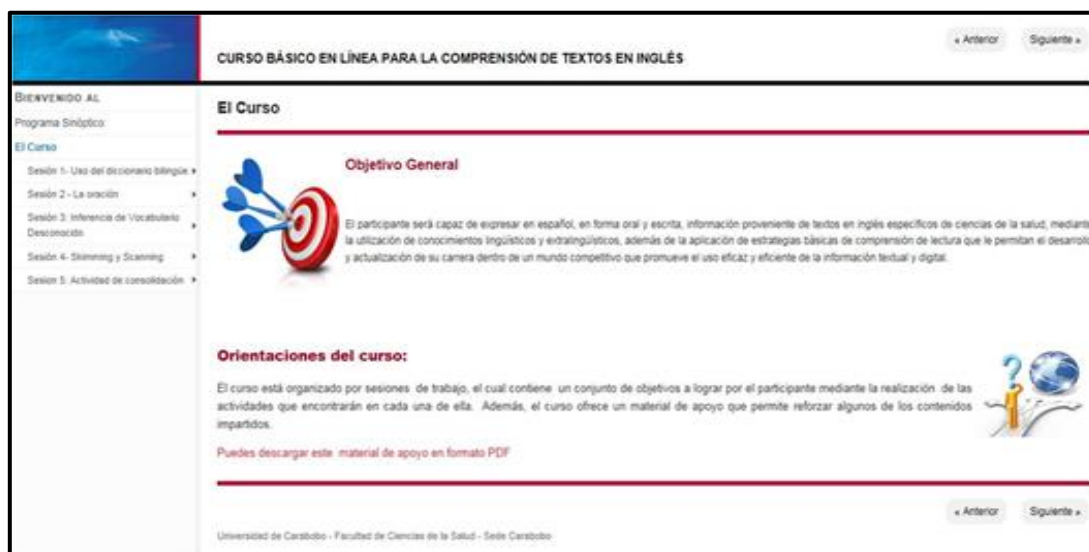 « Anterior Siguiente »
CURSO BÁSICO EN LÍNEA PARA LA COMPRENSIÓN DE TEXTOS EN INGLÉS
BIENVENIDO AL
Programa Sinóptico
El Curso
Sesión 1- Uso del diccionario bilingüe
Sesión 2 - La oración
Sesión 3: Inferencia de Vocabulario
Desconocido
Sesión 4- Skimming y Scanning
Sesion 5: Actividad de consolidación
El Curso
Objetivo General
El participante será capaz de expresar en español, en forma oral y escrita, información proveniente de textos en inglés específicos de ciencias de la salud, mediante
la utilización de conocimientos lingüísticos y extralingüísticos, además de la aplicación de estrategias básicas de comprensión de lectura que le permitan el desarrollo
y actualización de su carrera dentro de un mundo competitivo que promueve el uso eficaz y eficiente de la información textual y digital.
Orientaciones del curso:
El curso está organizado por sesiones de trabajo, el cual contiene un conjunto de objetivos a lograr por el participante mediante la realización de las
actividades que encontrarán en cada una de ella. Además, el curso ofrece un material de apoyo que permite reforzar algunos de los contenidos
impartidos.
Puedes descargar este material de apoyo en formato PDF
« Anterior Siguiente »
Universidad de Carabobo - Facultad de Ciencias de la Salud - Sede Carabobo